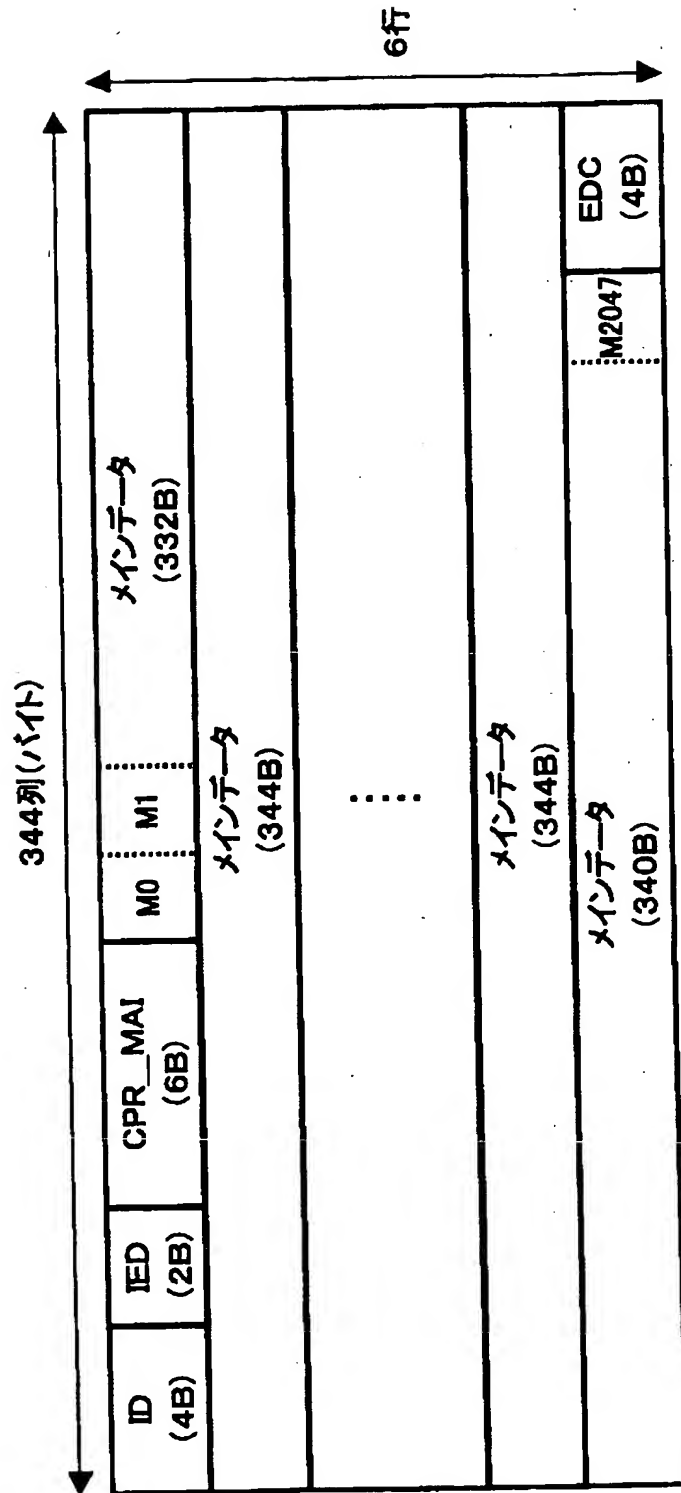 344列(バイト)
6行
ID
(4B)
IED
(2B)
CPR_MAI
(6B)
M0
M1
メインデータ
(332B)
メインデータ
(344B)
.....
メインデータ
(344B)
メインデータ
(340B)
M2047
EDC
(4B)